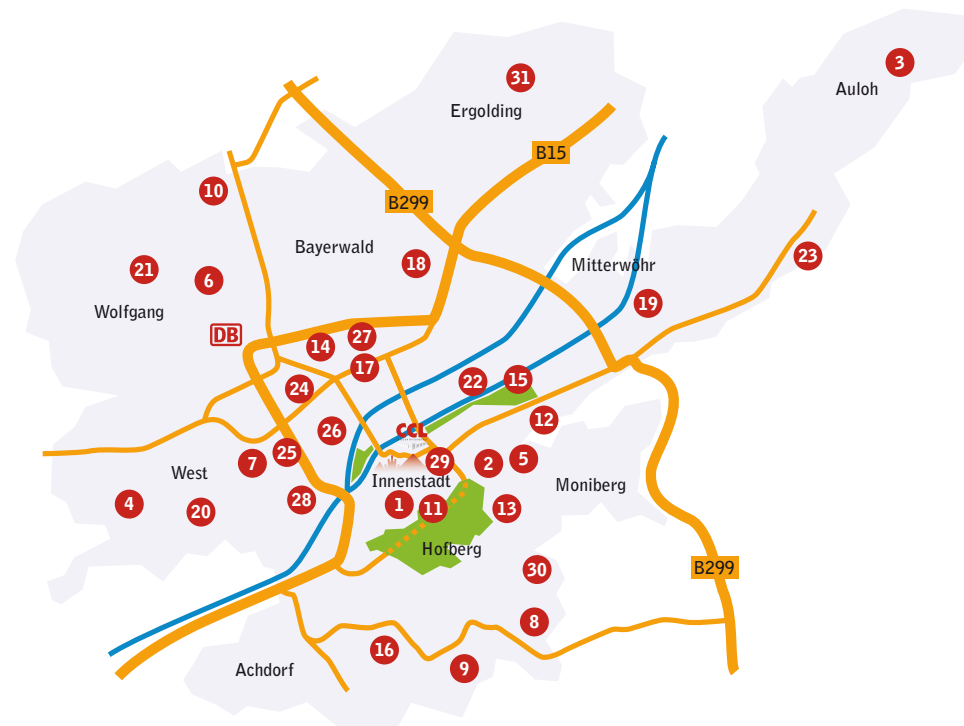 31
3
Auloh
Ergolding
B15
10
B299
Bayerwald
23
18
Mitterwöhr
21
6
19
Wolfgang
DB
27
14
17
22
15
24
12
26
CCL
25
29
5
7
2
West
Innenstadt
Moniberg
28
4
1
11
13
20
Hofberg
30
B299
8
16
9
Achdorf